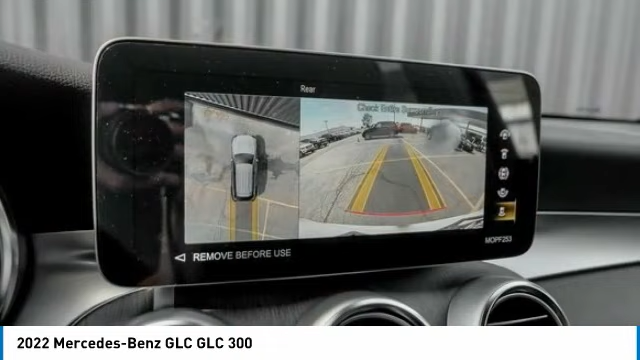 Rear
Check Entire Surroundings
REMOVE BEFORE USE
MOPF253
2022 Mercedes-Benz GLC GLC 300